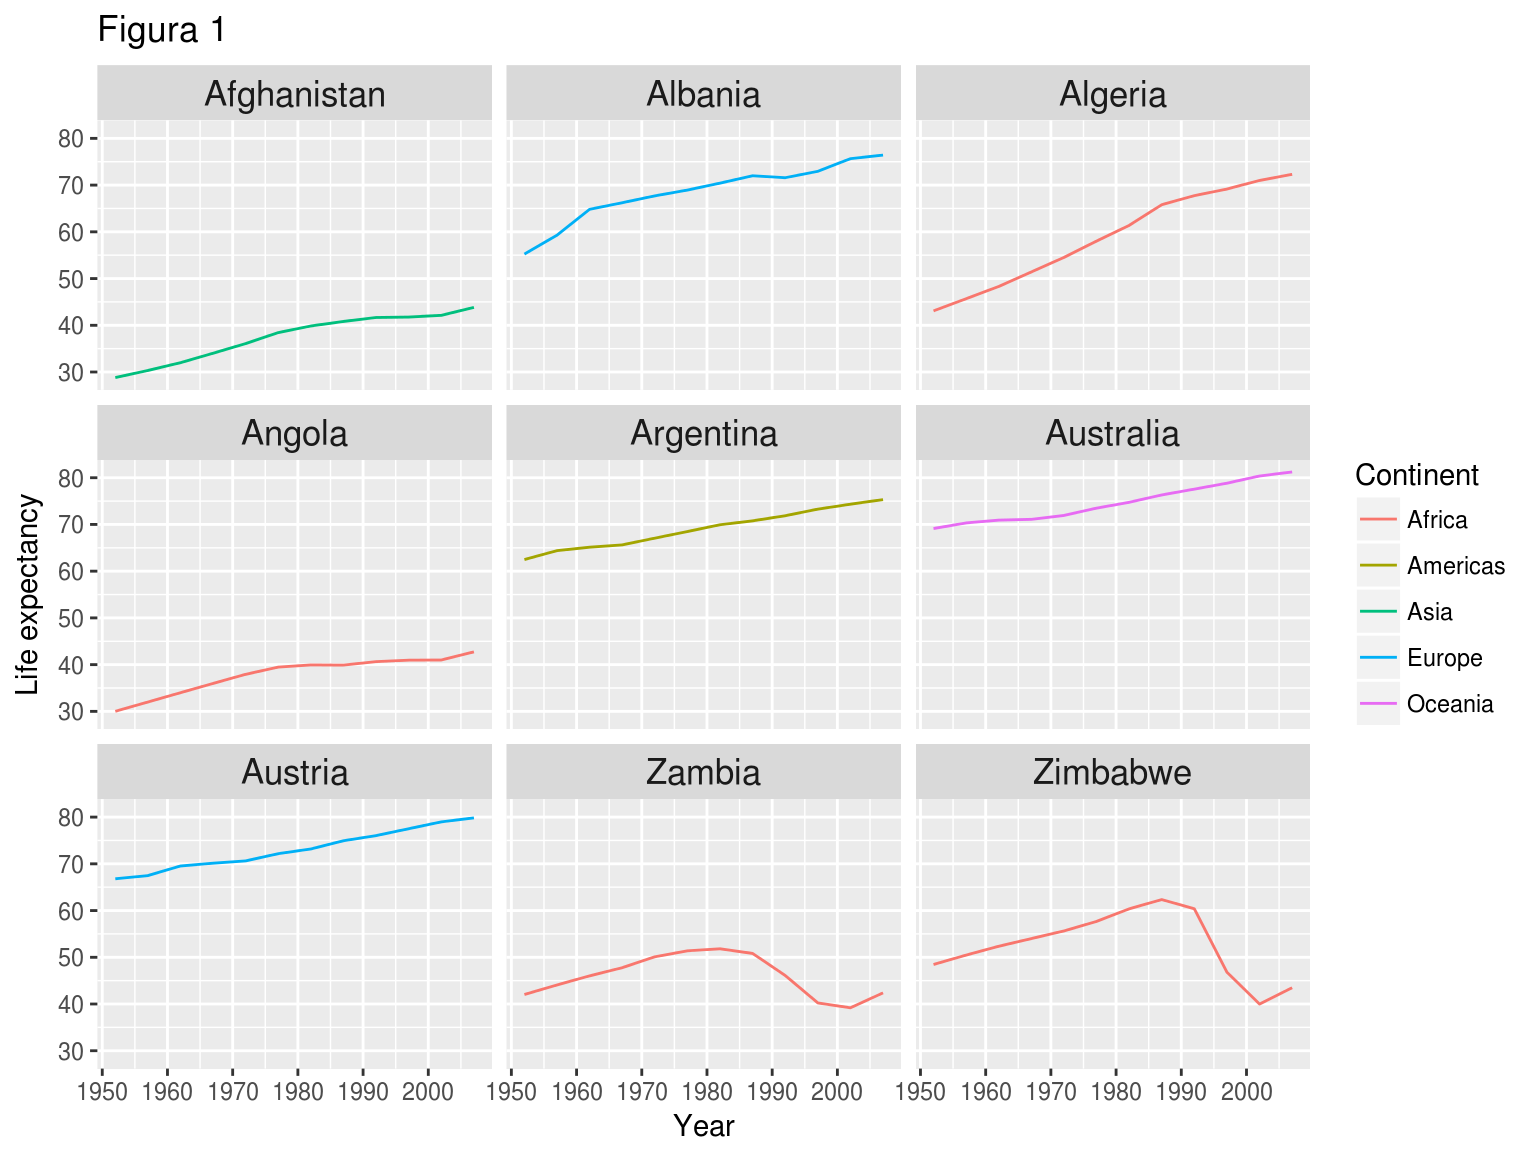 Figura 1
Afghanistan Albania Algeria
80
70
60
50
40
30
Angola Argentina Australia
80
70
60
50
40
30
Austria Zambia Zimbabwe
80
70
60
50
40
30
1950 1960 1970 1980 1990 2000 1950 1960 1970 1980 1990 2000 1950 1960 1970 1980 1990 2000
Year
Life expectancy
Continent
Africa
Americas
Asia
Europe
Oceania